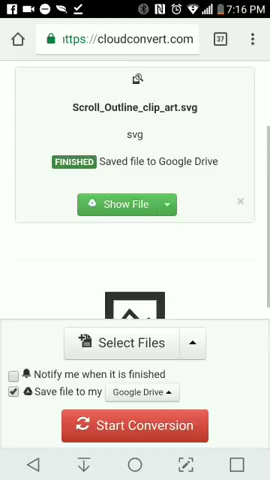 7:16 PM
https://cloudconvert.com
37
Scroll_Outline_clip_art.svg
svg
FINISHED Saved file to Google Drive
Show File
Select Files
Notify me when it is finished
Save file to my Google Drive
Start Conversion